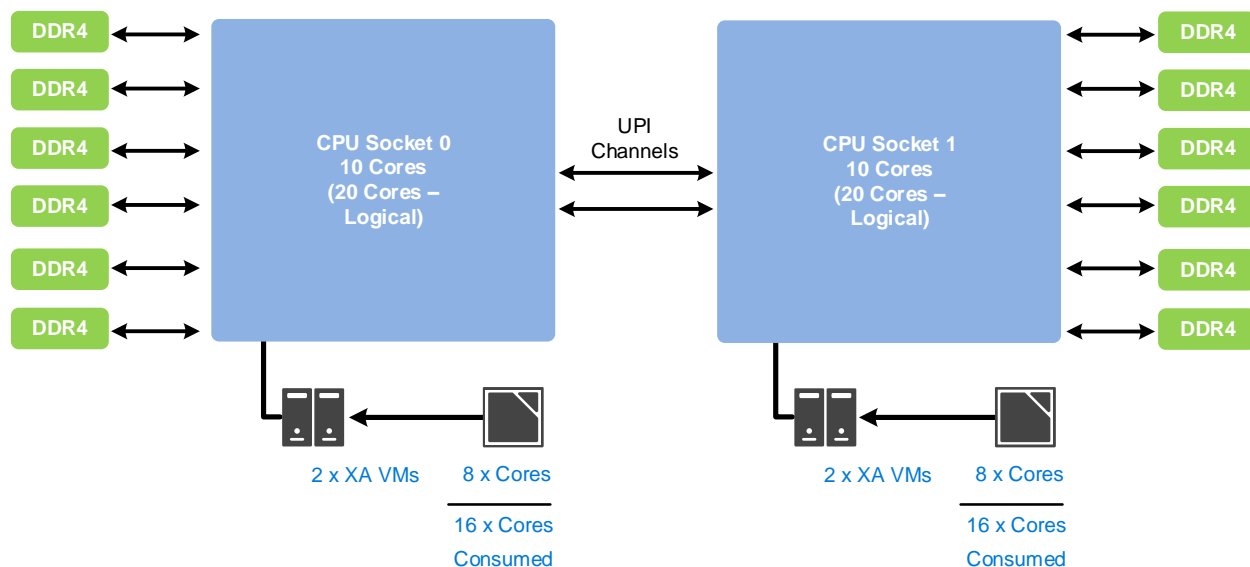 DDR4
DDR4
DDR4
DDR4
DDR4
DDR4
CPU Socket 0
10 Cores
(20 Cores –
Logical)
UPI
Channels
CPU Socket 1
10 Cores
(20 Cores –
Logical)
DDR4
DDR4
DDR4
DDR4
DDR4
DDR4
2 x XA VMs
8 x Cores
16 x Cores
Consumed
2 x XA VMs
8 x Cores
16 x Cores
Consumed